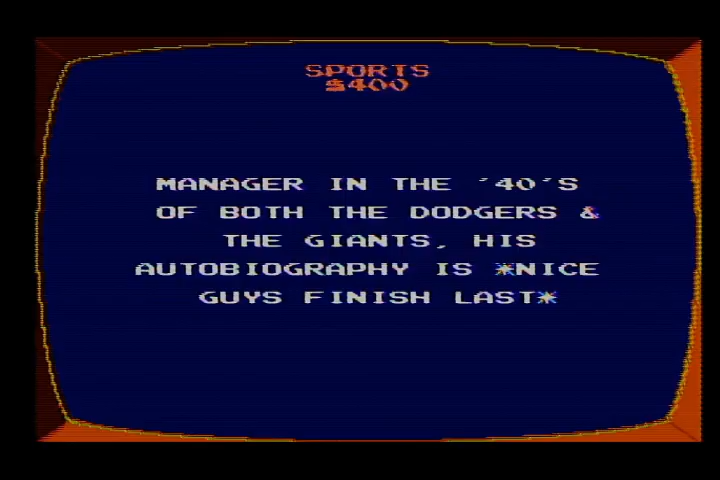 SPORTS
$400
MANAGER IN THE '40'S
OF BOTH THE DODGERS &
THE GIANTS, HIS
AUTOBIOGRAPHY IS *NICE
GUYS FINISH LAST*